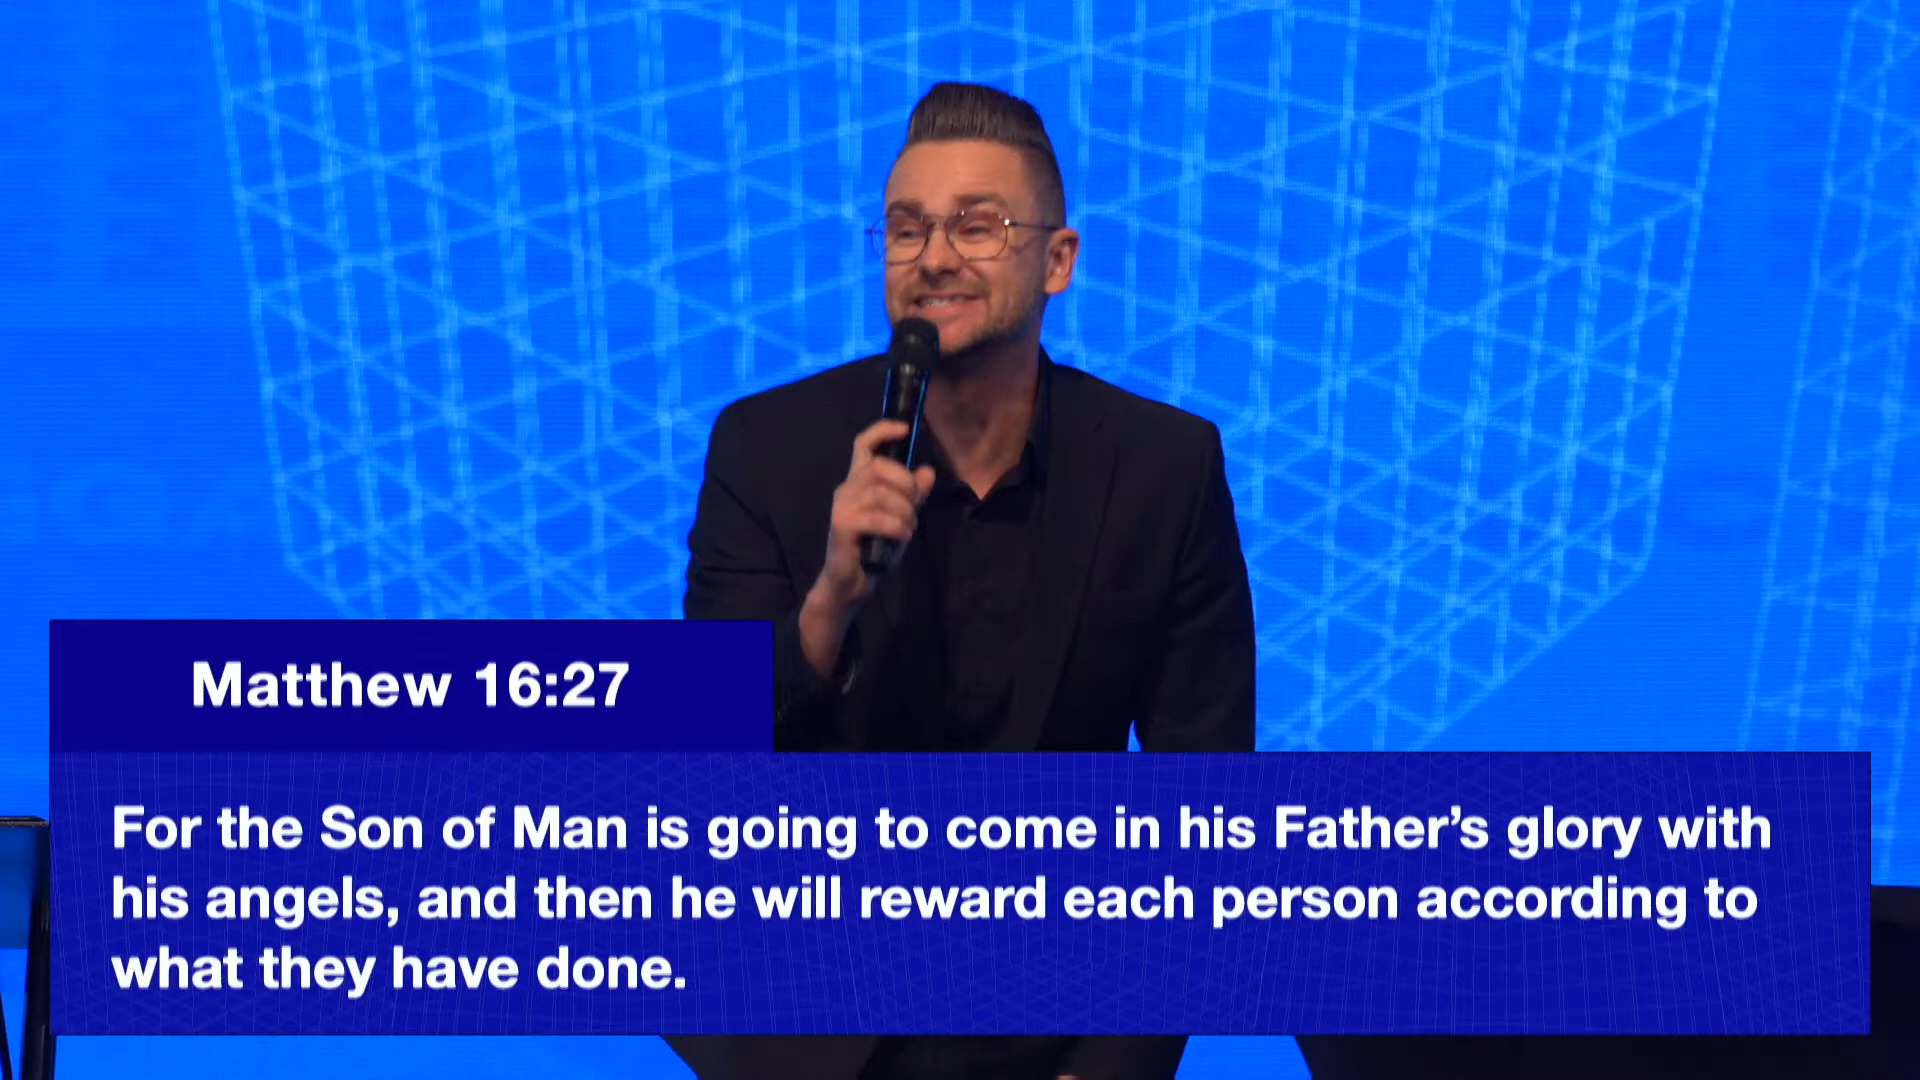 Matthew 16:27
For the Son of Man is going to come in his Father’s glory with
his angels, and then he will reward each person according to
what they have done.